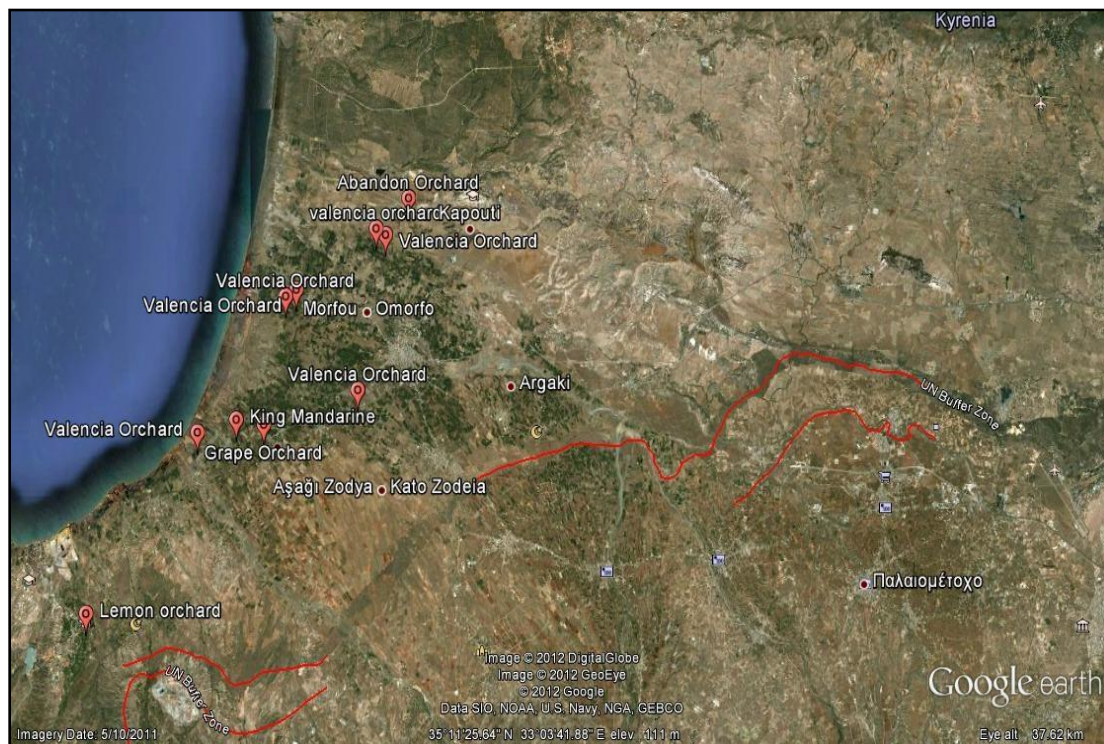 Kyrenia
Abandon Orchard
valencia orchard Kapouti
Valencia Orchard
Valencia Orchard
Valencia Orchard
Morfou Omorfo
Valencia Orchard
Argaki
UN Buffer Zone
King Mandarine
Valencia Orchard
Grape Orchard
Aşağı Zodya Kato Zodeia
Παλαιομέτοχο
Lemon orchard
UN Buffer Zone
Image © 2012 DigitalGlobe
Image © 2012 GeoEye
© 2012 Google
Data SIO, NOAA, U.S. Navy, NGA, GEBCO
Google earth
Imagery Date: 5/10/2011 35°11'25.64" N 33°03'41.88" E elev 111 m Eye alt 37.62 km